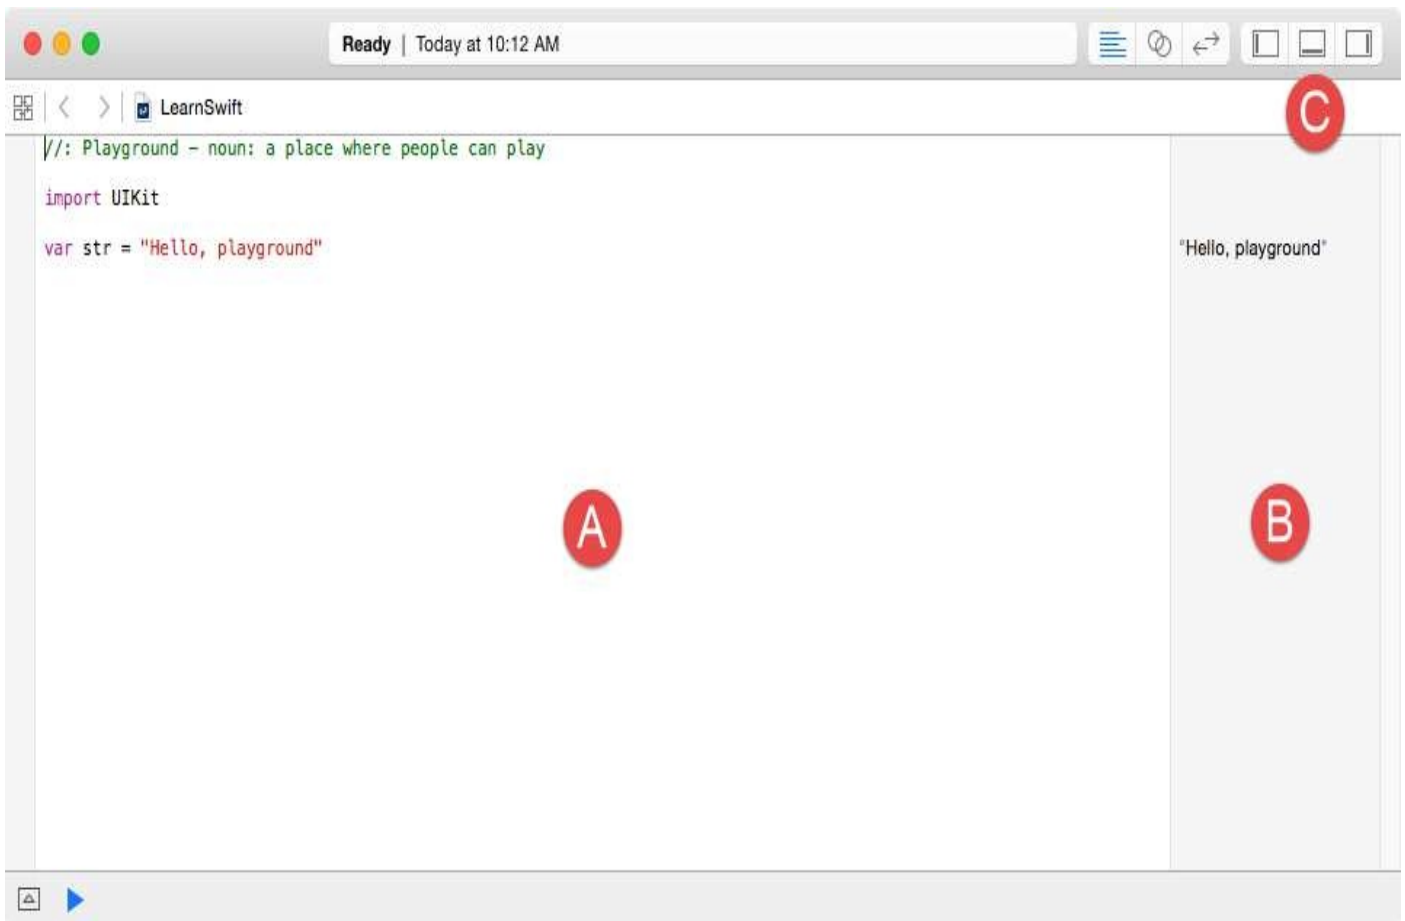 Ready | Today at 10:12 AM
LearnSwift
C
//: Playground – noun: a place where people can play
import UIKit
var str = "Hello, playground"
"Hello, playground"
A
B